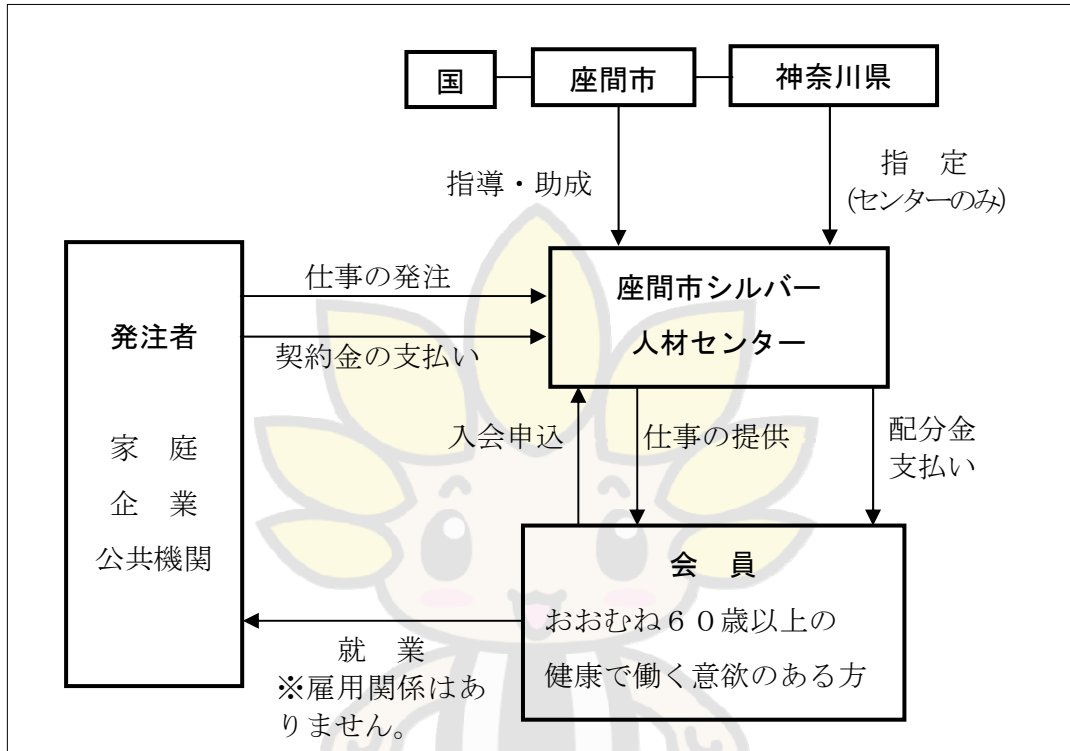 国
座間市
神奈川県
指導・助成
指　定
(センターのみ)
発注者
家　庭
企　業
公共機関
仕事の発注
契約金の支払い
座間市シルバー
人材センター
入会申込
仕事の提供
配分金
支払い
会　員
おおむね６０歳以上の
健康で働く意欲のある方
就　業
※雇用関係はあ
りません。